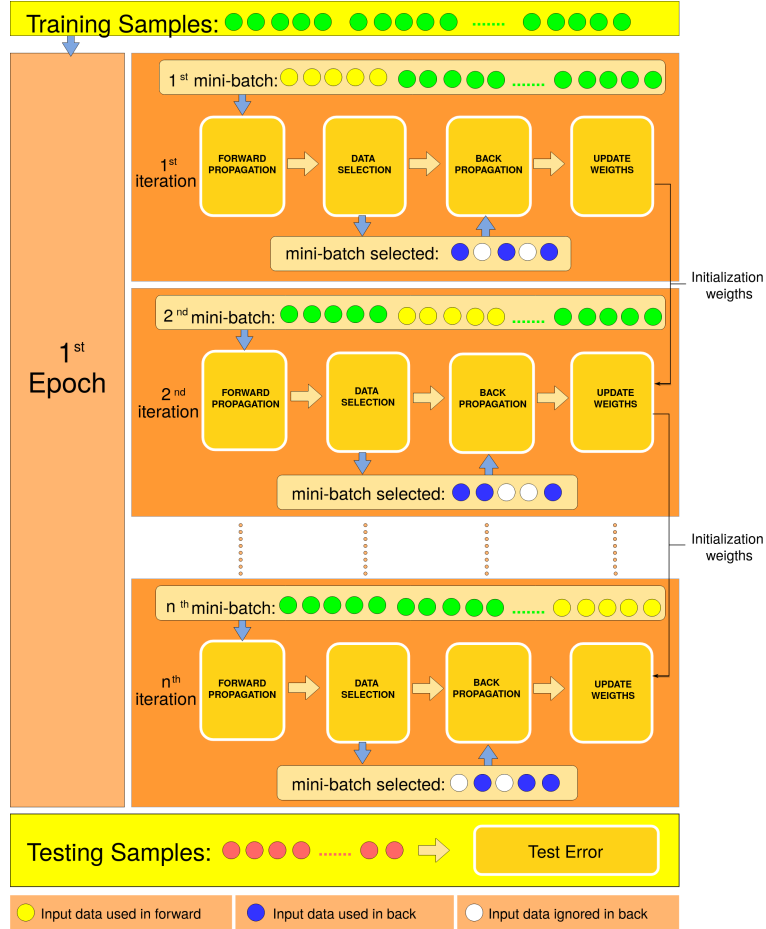 Training Samples: .......
1st mini-batch: .......
FORWARD
PROPAGATION
DATA
SELECTION
BACK
PROPAGATION
UPDATE
WEIGTHS
1st
iteration
mini-batch selected:
Initialization
weigths
2nd mini-batch: .......
1st
Epoch
2nd
iteration
FORWARD
PROPAGATION
DATA
SELECTION
BACK
PROPAGATION
UPDATE
WEIGTHS
mini-batch selected:
Initialization
weigths
nth mini-batch: .......
nth
iteration
FORWARD
PROPAGATION
DATA
SELECTION
BACK
PROPAGATION
UPDATE
WEIGTHS
mini-batch selected:
Testing Samples: .......
Test Error
Input data used in forward
Input data used in back
Input data ignored in back